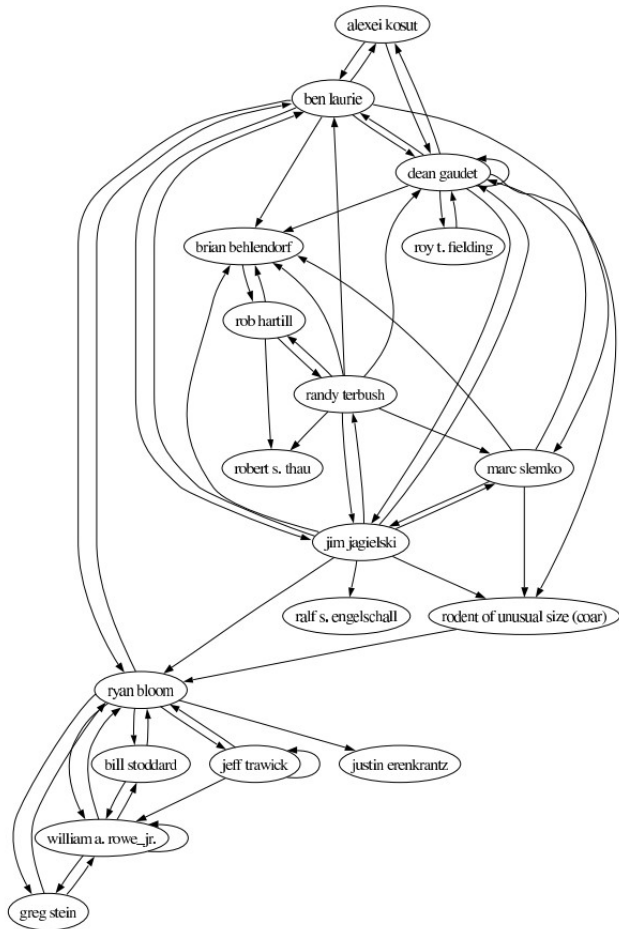 alexei kosut
ben laurie
dean gaudet
brian behlendorf
roy t. fielding
rob hartill
randy terbush
robert s. thau
marc slemko
jim jagielski
ralf s. engelschall
rodent of unusual size (coar)
ryan bloom
bill stoddard
jeff trawick
justin erenkrantz
william a. rowe_jr.
greg stein